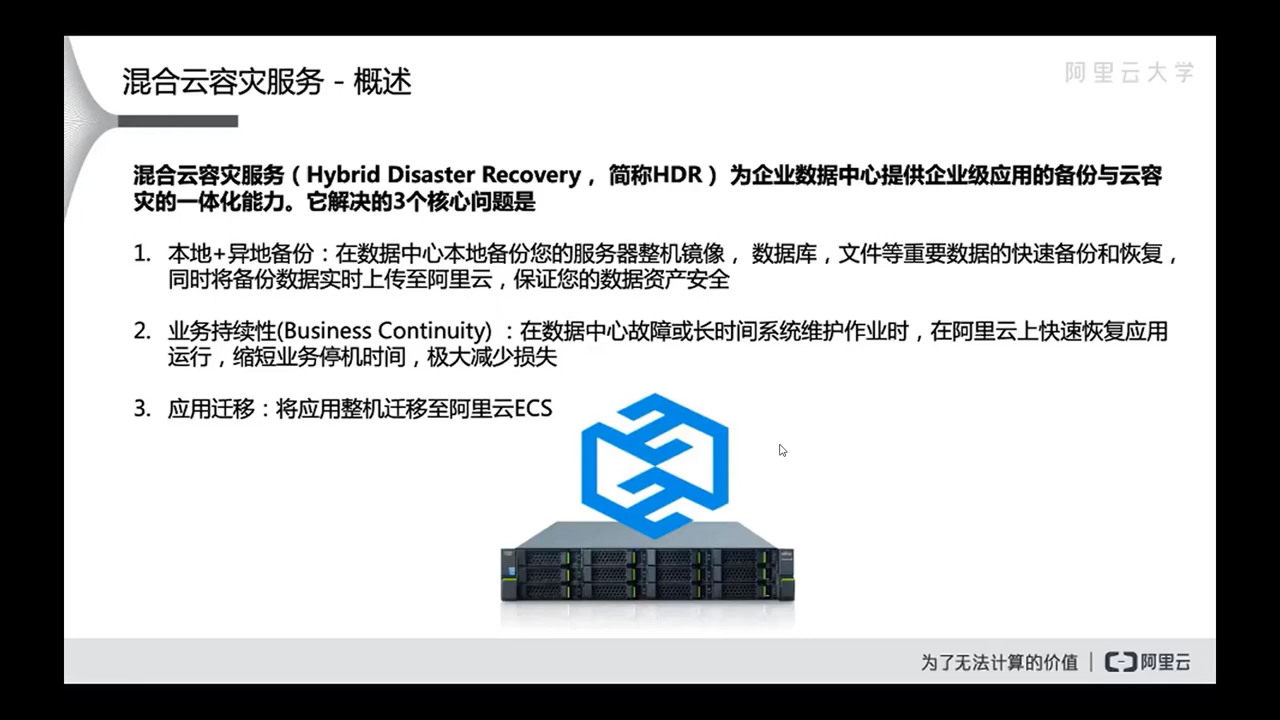 混合云容灾服务 - 概述
阿里云大学
混合云容灾服务（Hybrid Disaster Recovery， 简称HDR） 为企业数据中心提供企业级应用的备份与云容
灾的一体化能力。它解决的3个核心问题是
1. 本地+异地备份：在数据中心本地备份您的服务器整机镜像， 数据库，文件等重要数据的快速备份和恢复，
同时将备份数据实时上传至阿里云，保证您的数据资产安全
2. 业务持续性(Business Continuity) ：在数据中心故障或长时间系统维护作业时，在阿里云上快速恢复应用
运行，缩短业务停机时间，极大减少损失
3. 应用迁移：将应用整机迁移至阿里云ECS
为了无法计算的价值 | 阿里云